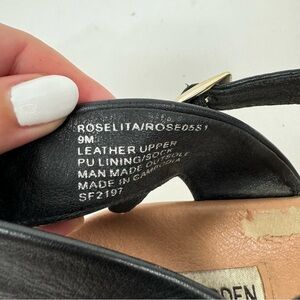 ROSELITA/ROSE05S1
9M
LEATHER UPPER
PU LINING/SOCK
MAN MADE OUTSOLE
MADE IN CAMBODIA
SF2197